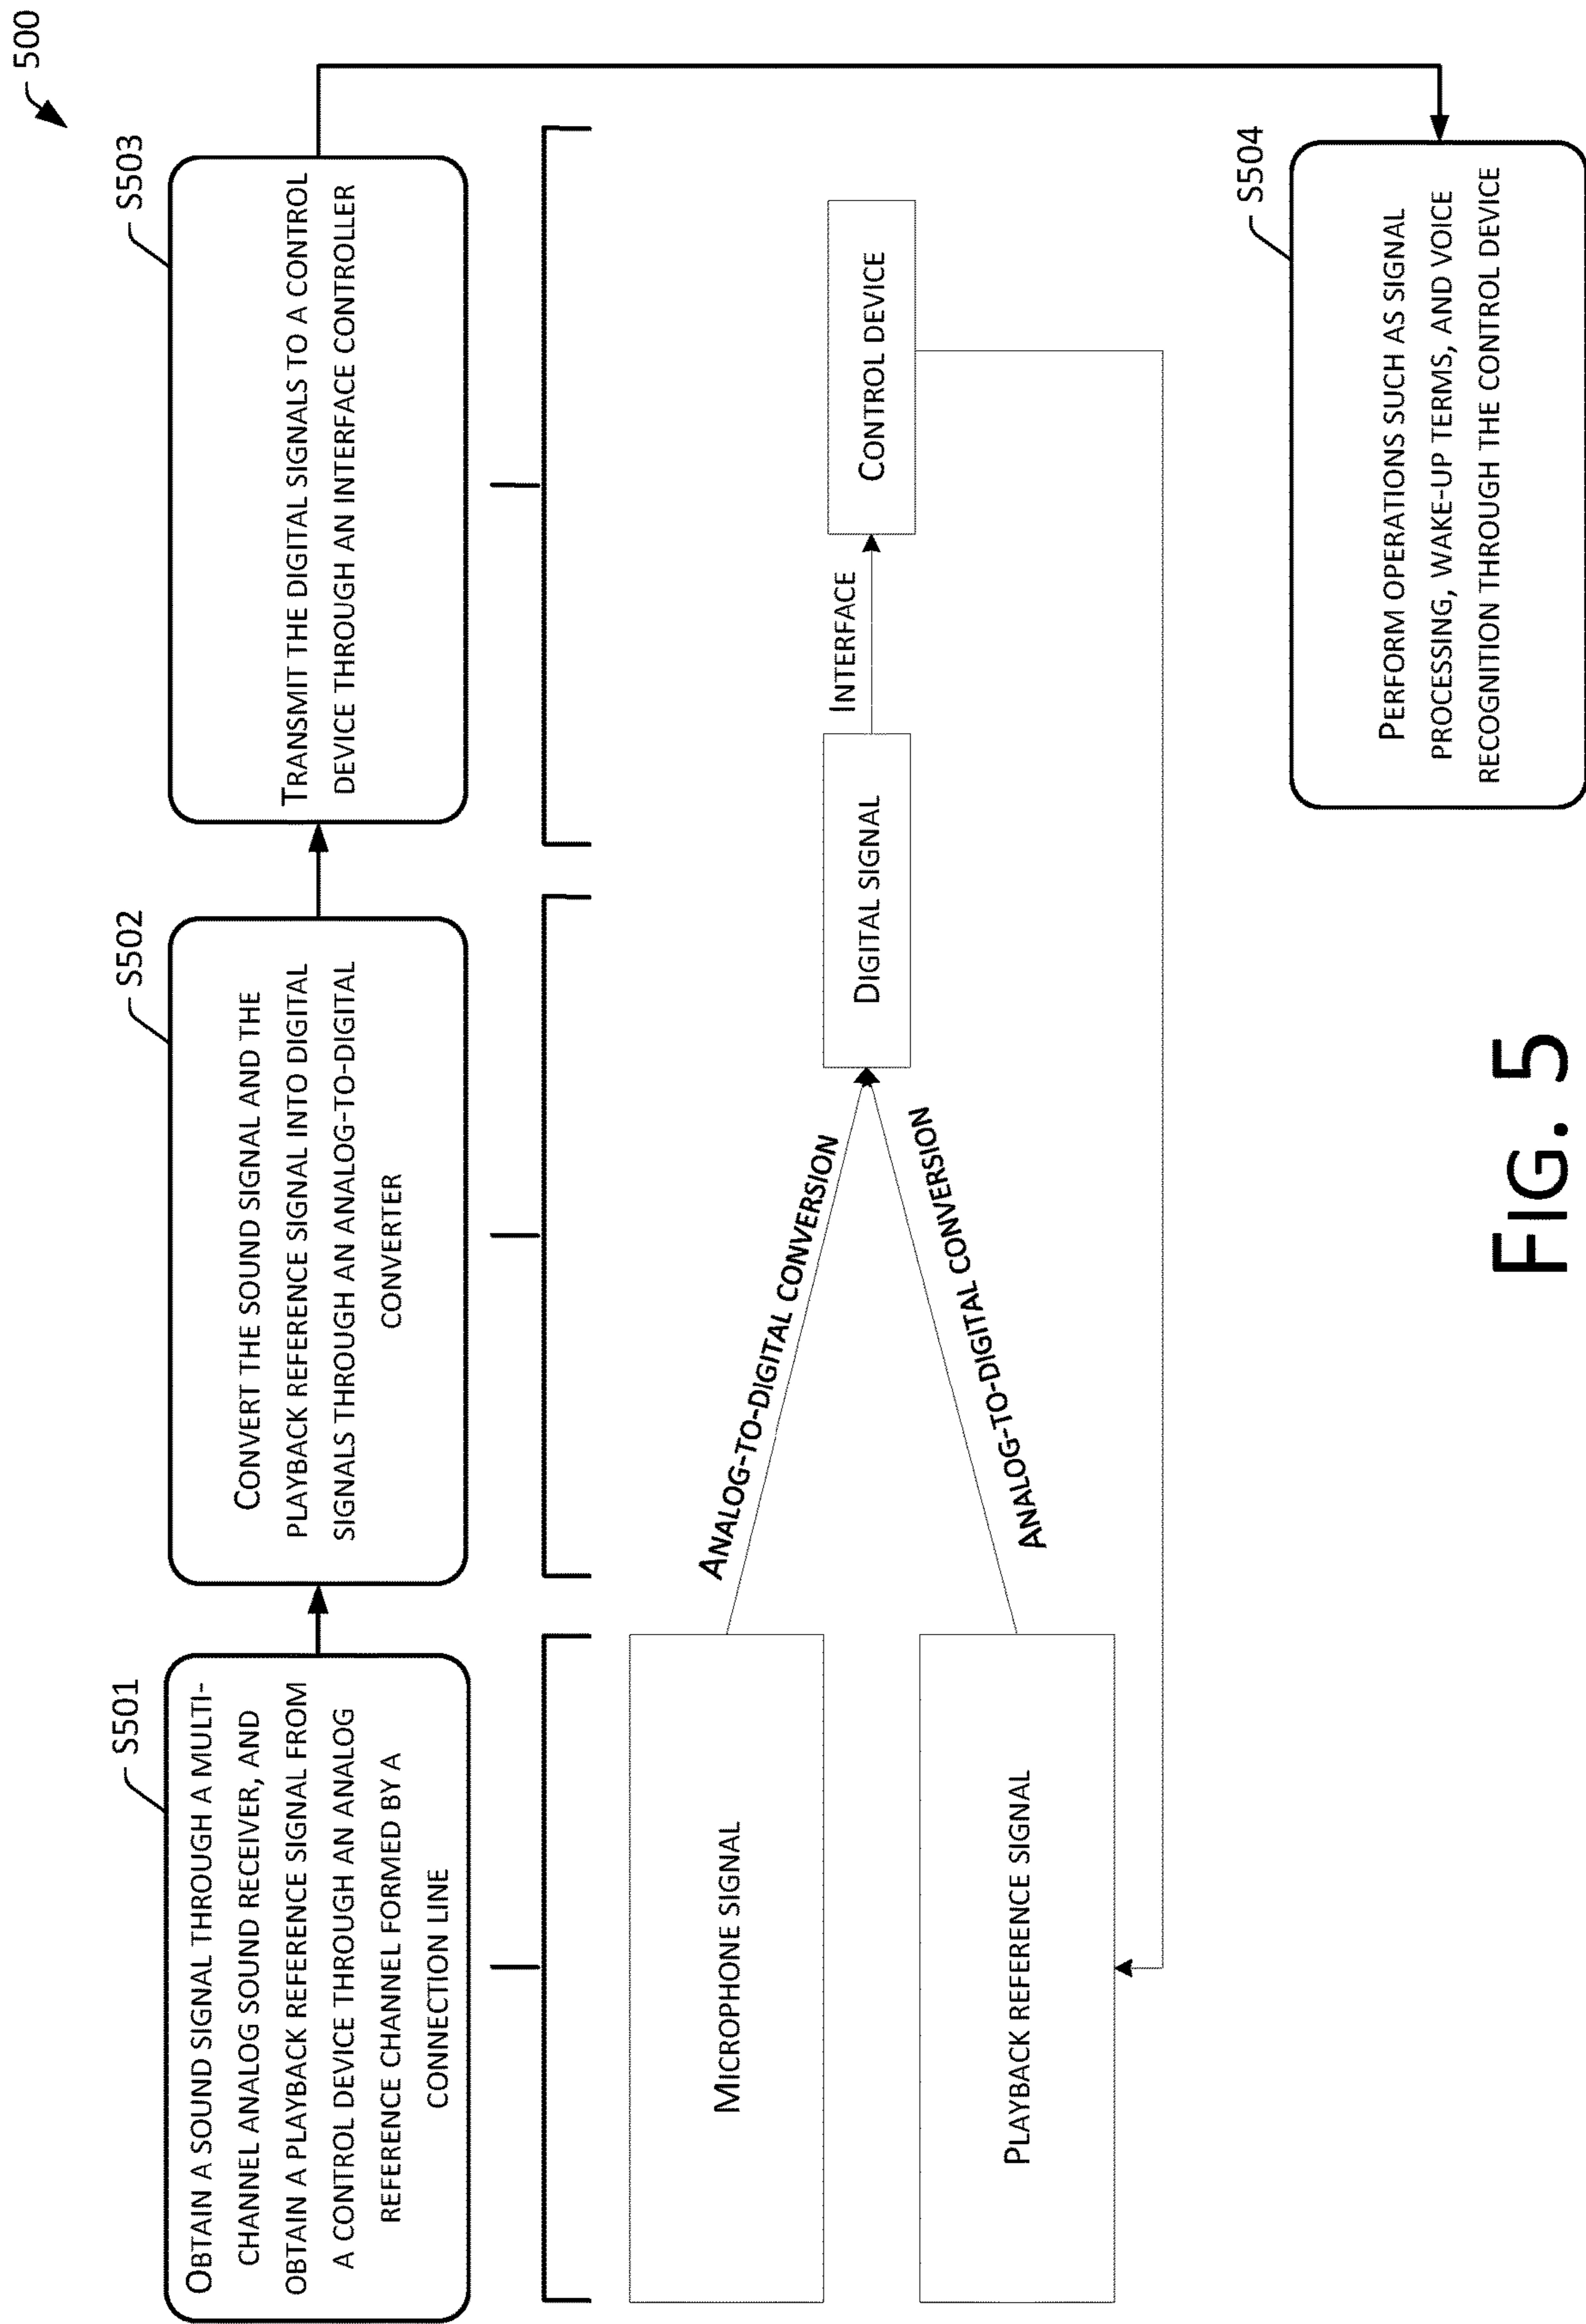 500
S501
OBTAIN A SOUND SIGNAL THROUGH A MULTI-
CHANNEL ANALOG SOUND RECEIVER, AND
OBTAIN A PLAYBACK REFERENCE SIGNAL FROM
A CONTROL DEVICE THROUGH AN ANALOG
REFERENCE CHANNEL FORMED BY A
CONNECTION LINE
S502
CONVERT THE SOUND SIGNAL AND THE
PLAYBACK REFERENCE SIGNAL INTO DIGITAL
SIGNALS THROUGH AN ANALOG-TO-DIGITAL
CONVERTER
S503
TRANSMIT THE DIGITAL SIGNALS TO A CONTROL
DEVICE THROUGH AN INTERFACE CONTROLLER
MICROPHONE SIGNAL
ANALOG-TO-DIGITAL CONVERSION
PLAYBACK REFERENCE SIGNAL
ANALOG-TO-DIGITAL CONVERSION
DIGITAL SIGNAL
INTERFACE
CONTROL DEVICE
S504
PERFORM OPERATIONS SUCH AS SIGNAL
PROCESSING, WAKE-UP TERMS, AND VOICE
RECOGNITION THROUGH THE CONTROL DEVICE
FIG. 5